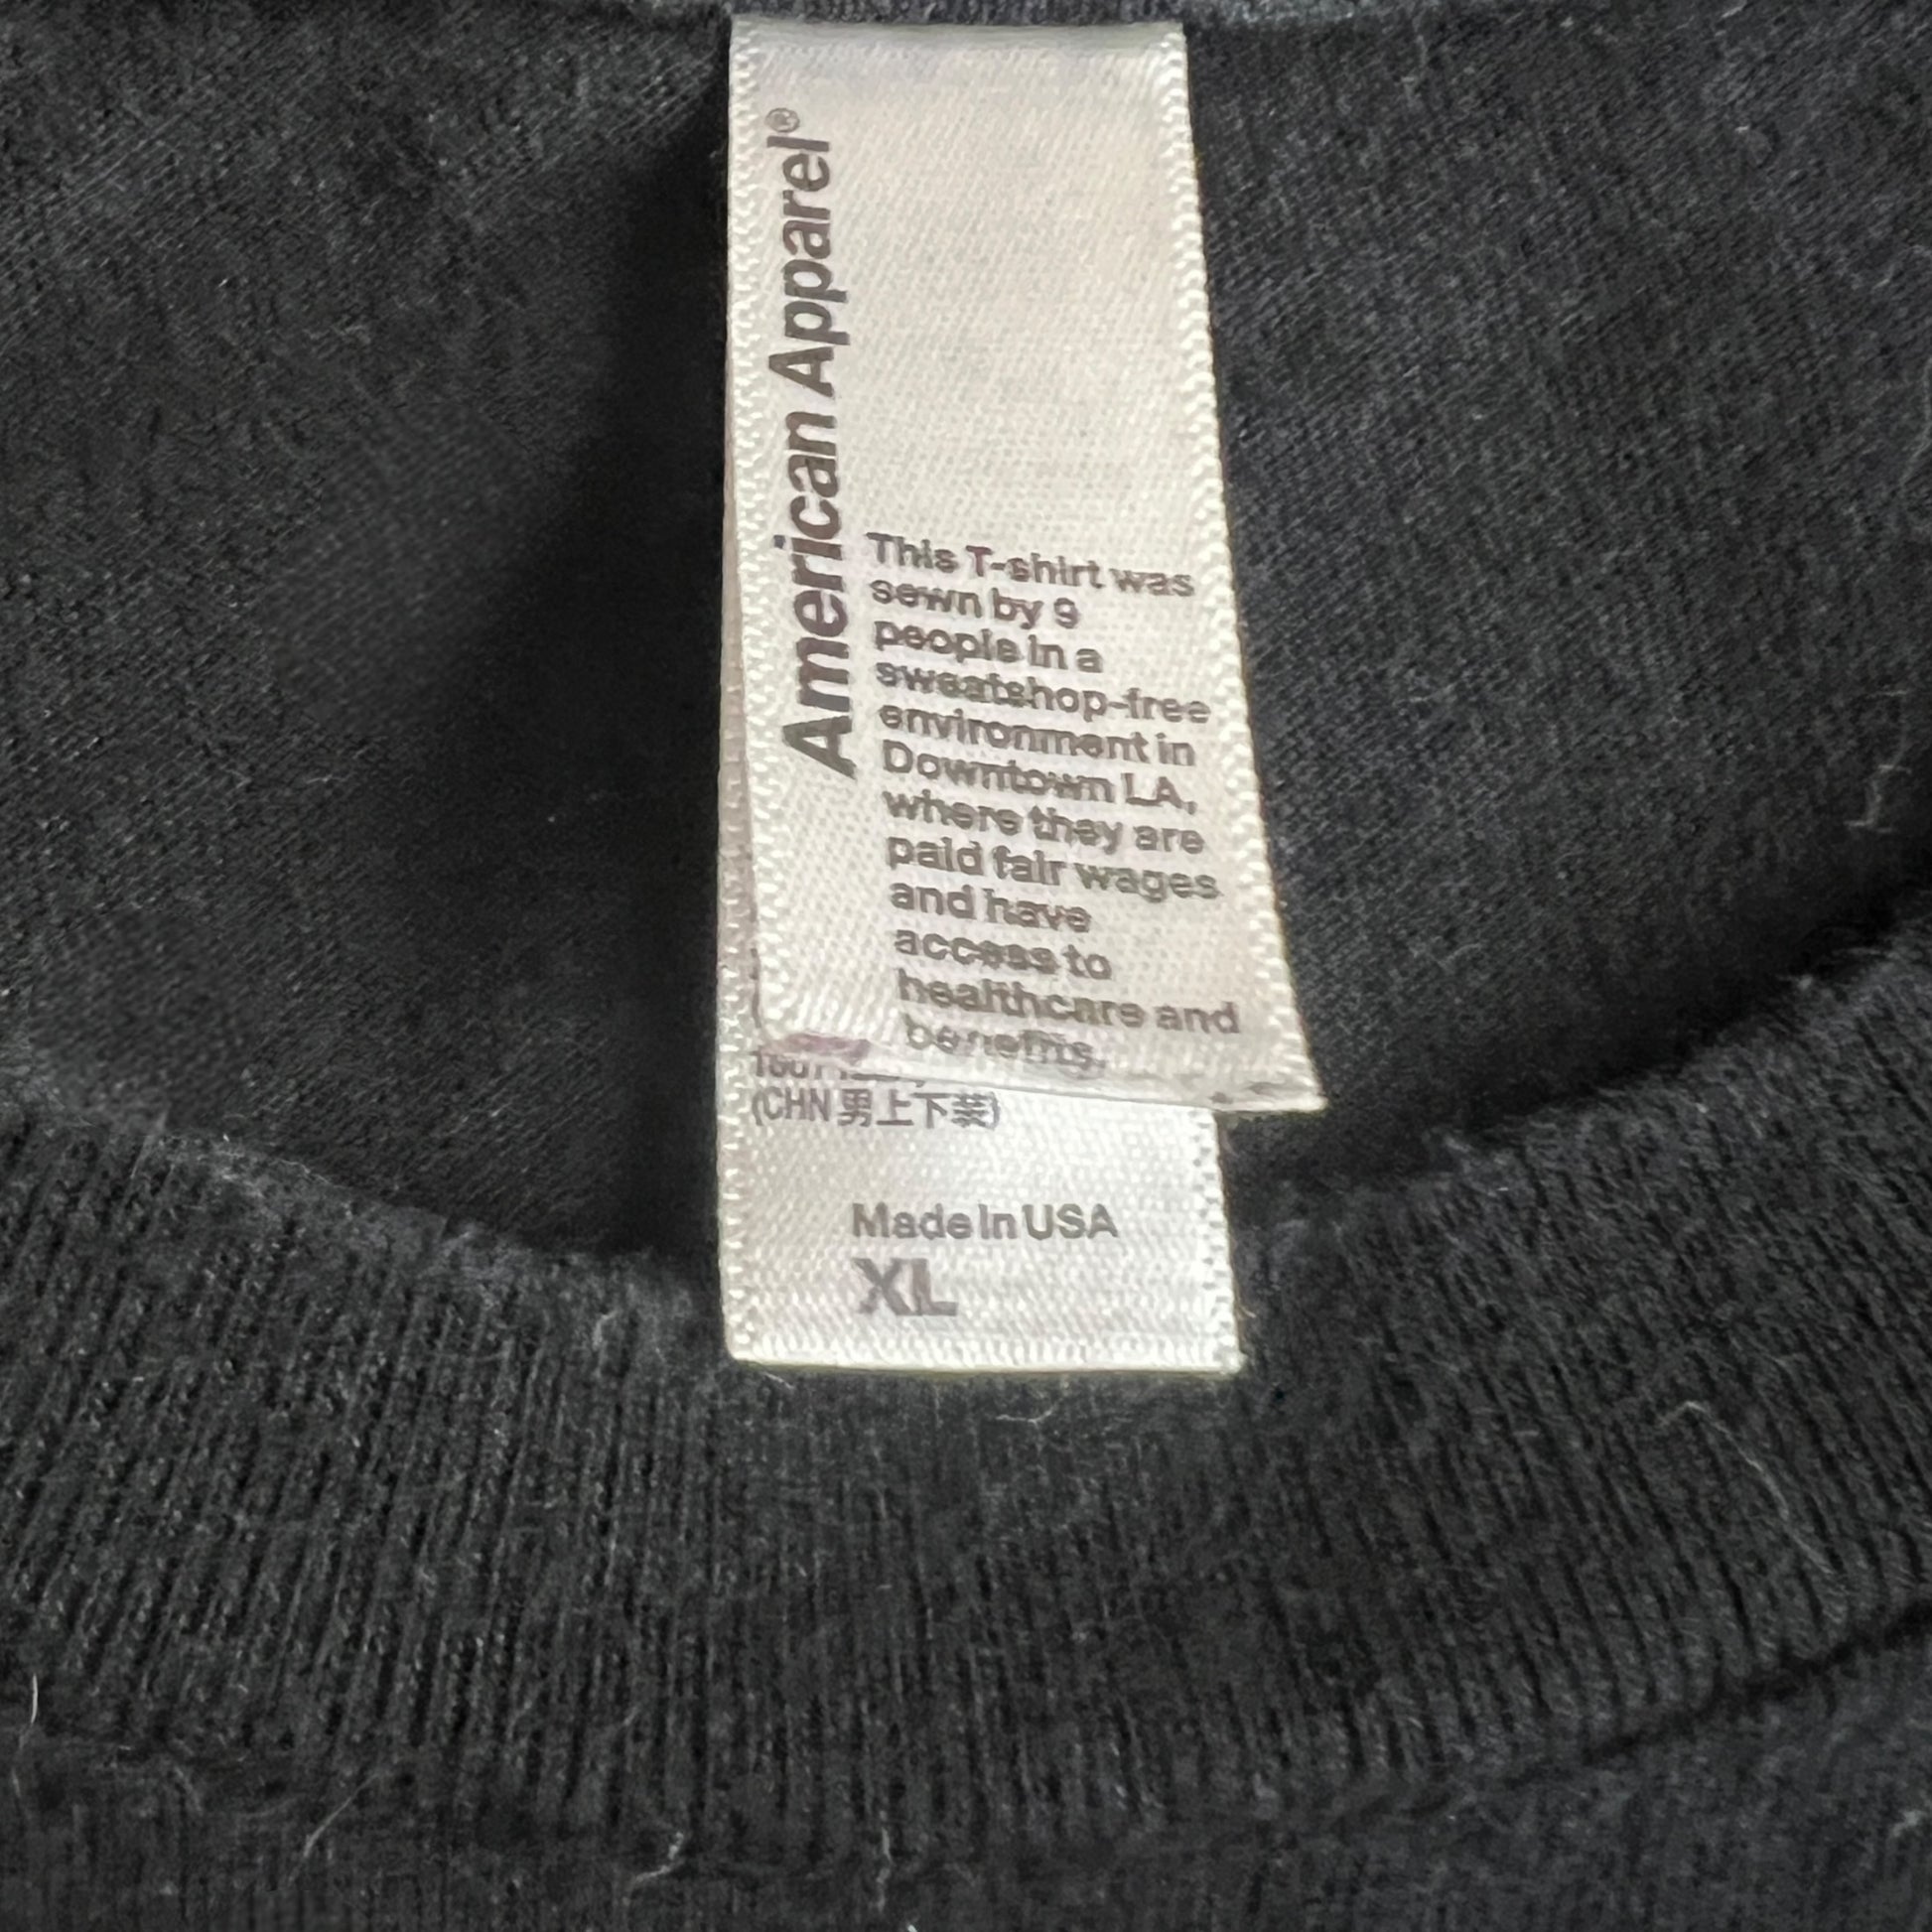 American Apparel®
This T-shirt was
sewn by 9
people in a
sweatshop-free
environment in
Downtown LA,
where they are
paid fair wages
and have
access to
healthcare and
benefits.
(CHN 男上下装)
Made in USA
XL